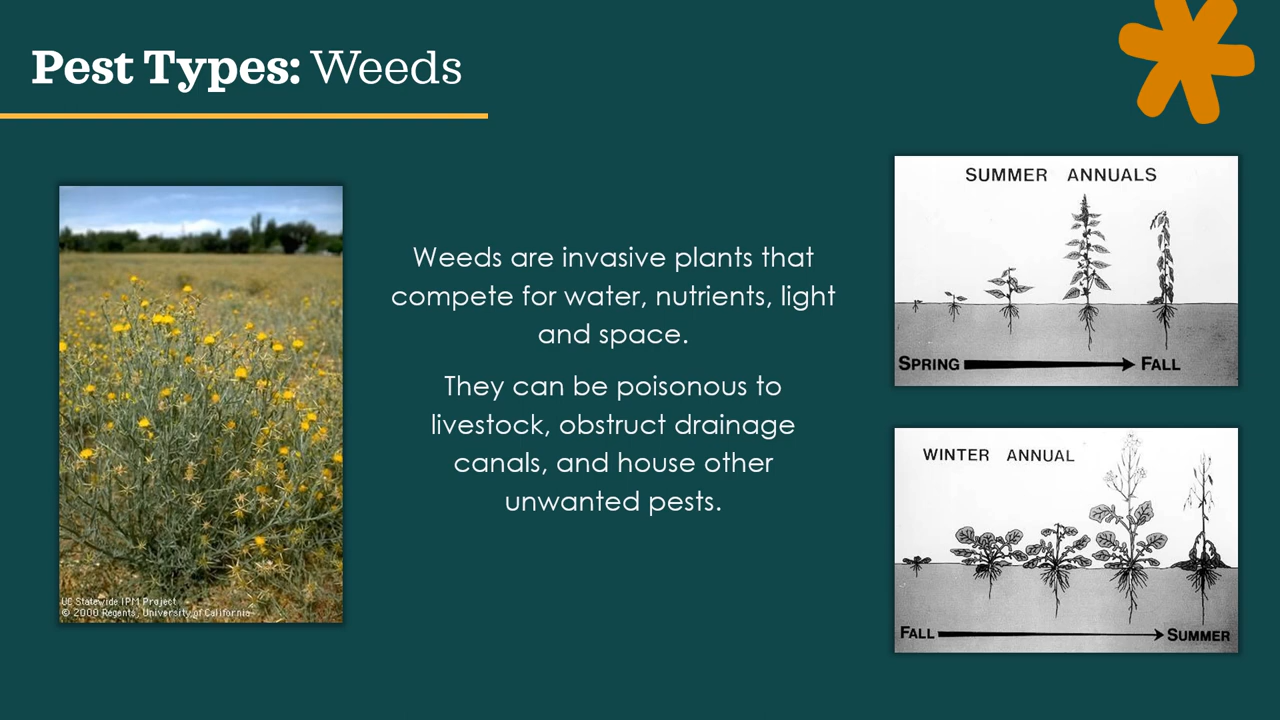 Pest Types: Weeds
Weeds are invasive plants that
compete for water, nutrients, light
and space.
They can be poisonous to
livestock, obstruct drainage
canals, and house other
unwanted pests.
UC Statewide IPM Project
© 2000 Regents, University of California
SUMMER ANNUALS
SPRING FALL
WINTER ANNUAL
FALL SUMMER